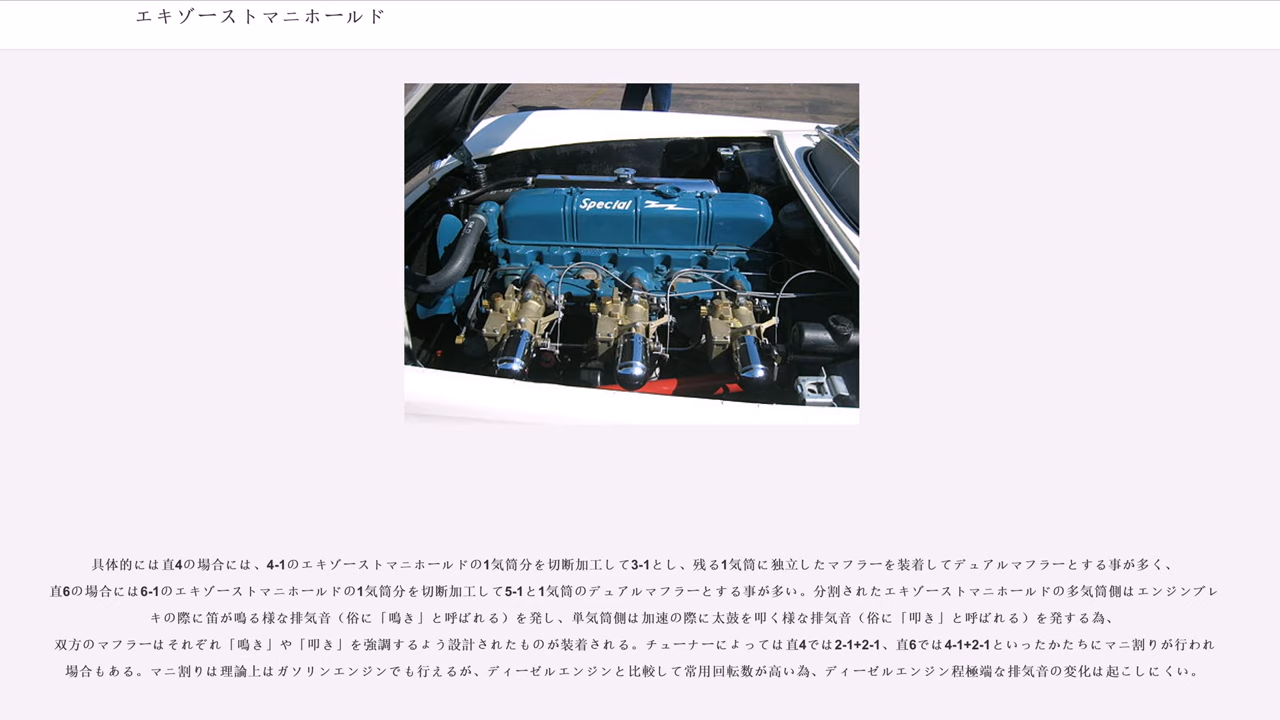 エキゾーストマニホールド
Special
具体的には直4の場合には、4-1のエキゾーストマニホールドの1気筒分を切断加工して3-1とし、残る1気筒に独立したマフラーを装着してデュアルマフラーとする事が多く、
直6の場合には6-1のエキゾーストマニホールドの1気筒分を切断加工して5-1と1気筒のデュアルマフラーとする事が多い。分割されたエキゾーストマニホールドの多気筒側はエンジンブレ
キの際に笛が鳴る様な排気音（俗に「鳴き」と呼ばれる）を発し、単気筒側は加速の際に太鼓を叩く様な排気音（俗に「叩き」と呼ばれる）を発する為、
双方のマフラーはそれぞれ「鳴き」や「叩き」を強調するよう設計されたものが装着される。チューナーによっては直4では2-1+2-1、直6では4-1+2-1といったかたちにマニ割りが行われ
場合もある。マニ割りは理論上はガソリンエンジンでも行えるが、ディーゼルエンジンと比較して常用回転数が高い為、ディーゼルエンジン程極端な排気音の変化は起こしにくい。